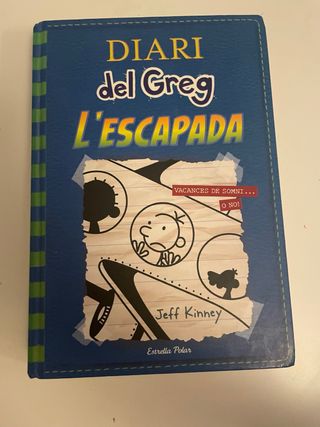 DIARI
del Greg
L'ESCAPADA
VACANCES DE SOMNI...
O NO!
Jeff Kinney
Estrella Polar